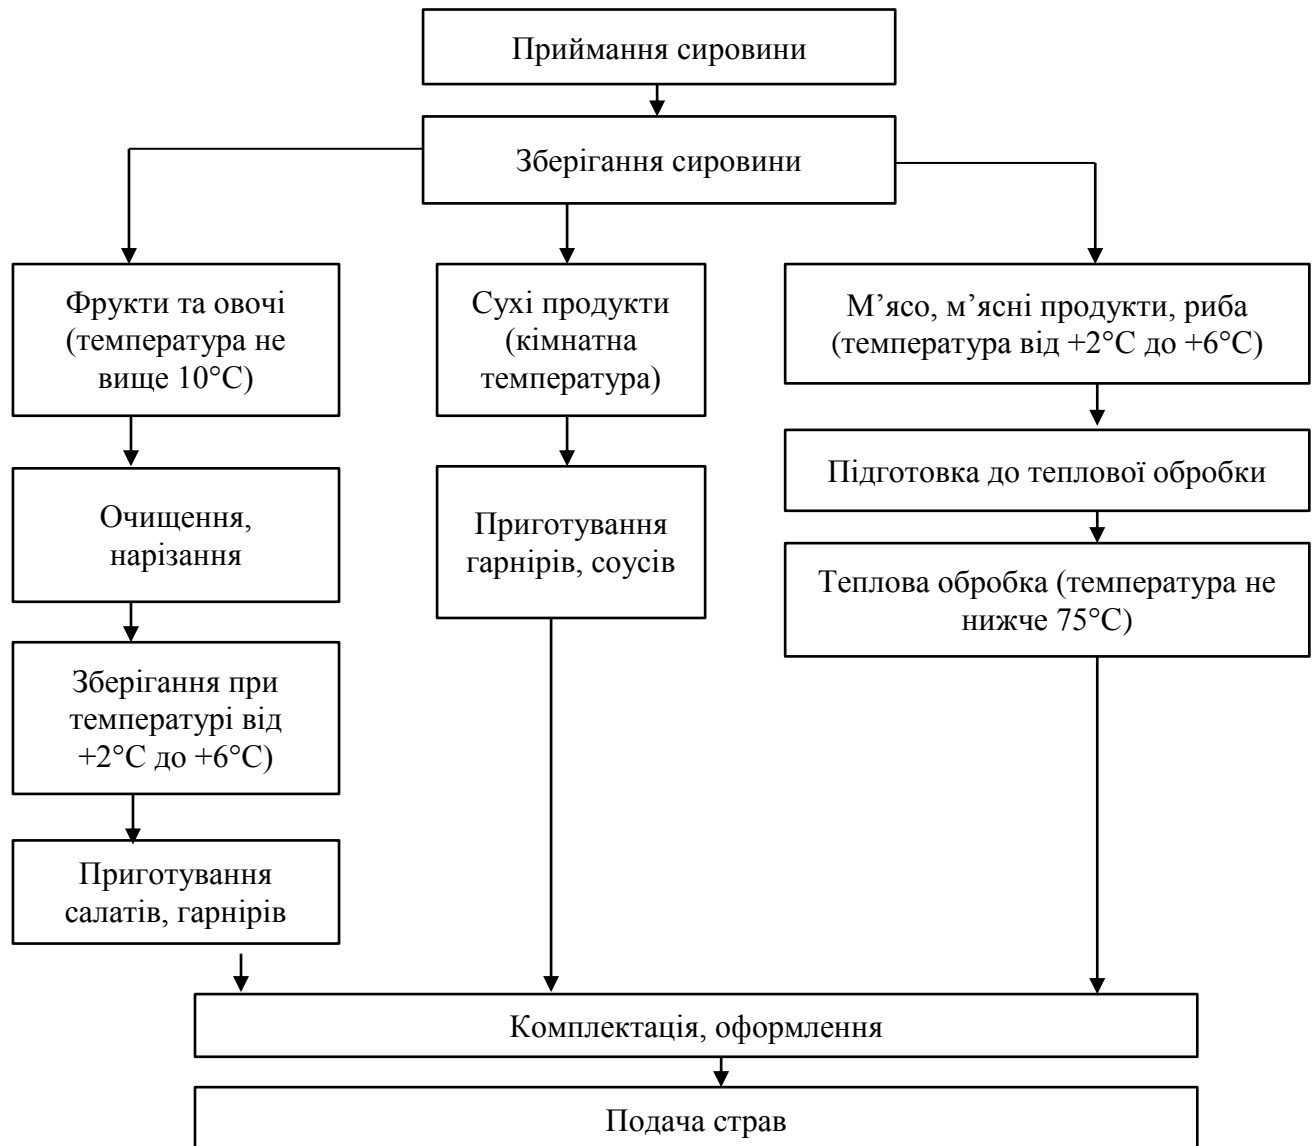 Приймання сировини
Зберігання сировини
Фрукти та овочі
(температура не
вище 10°С)
Сухі продукти
(кімнатна
температура)
М’ясо, м’ясні продукти, риба
(температура від +2°С до +6°С)
Підготовка до теплової обробки
Очищення,
нарізання
Приготування
гарнірів, соусів
Теплова обробка (температура не
нижче 75°С)
Зберігання при
температурі від
+2°С до +6°С)
Приготування
салатів, гарнірів
Комплектація, оформлення
Подача страв